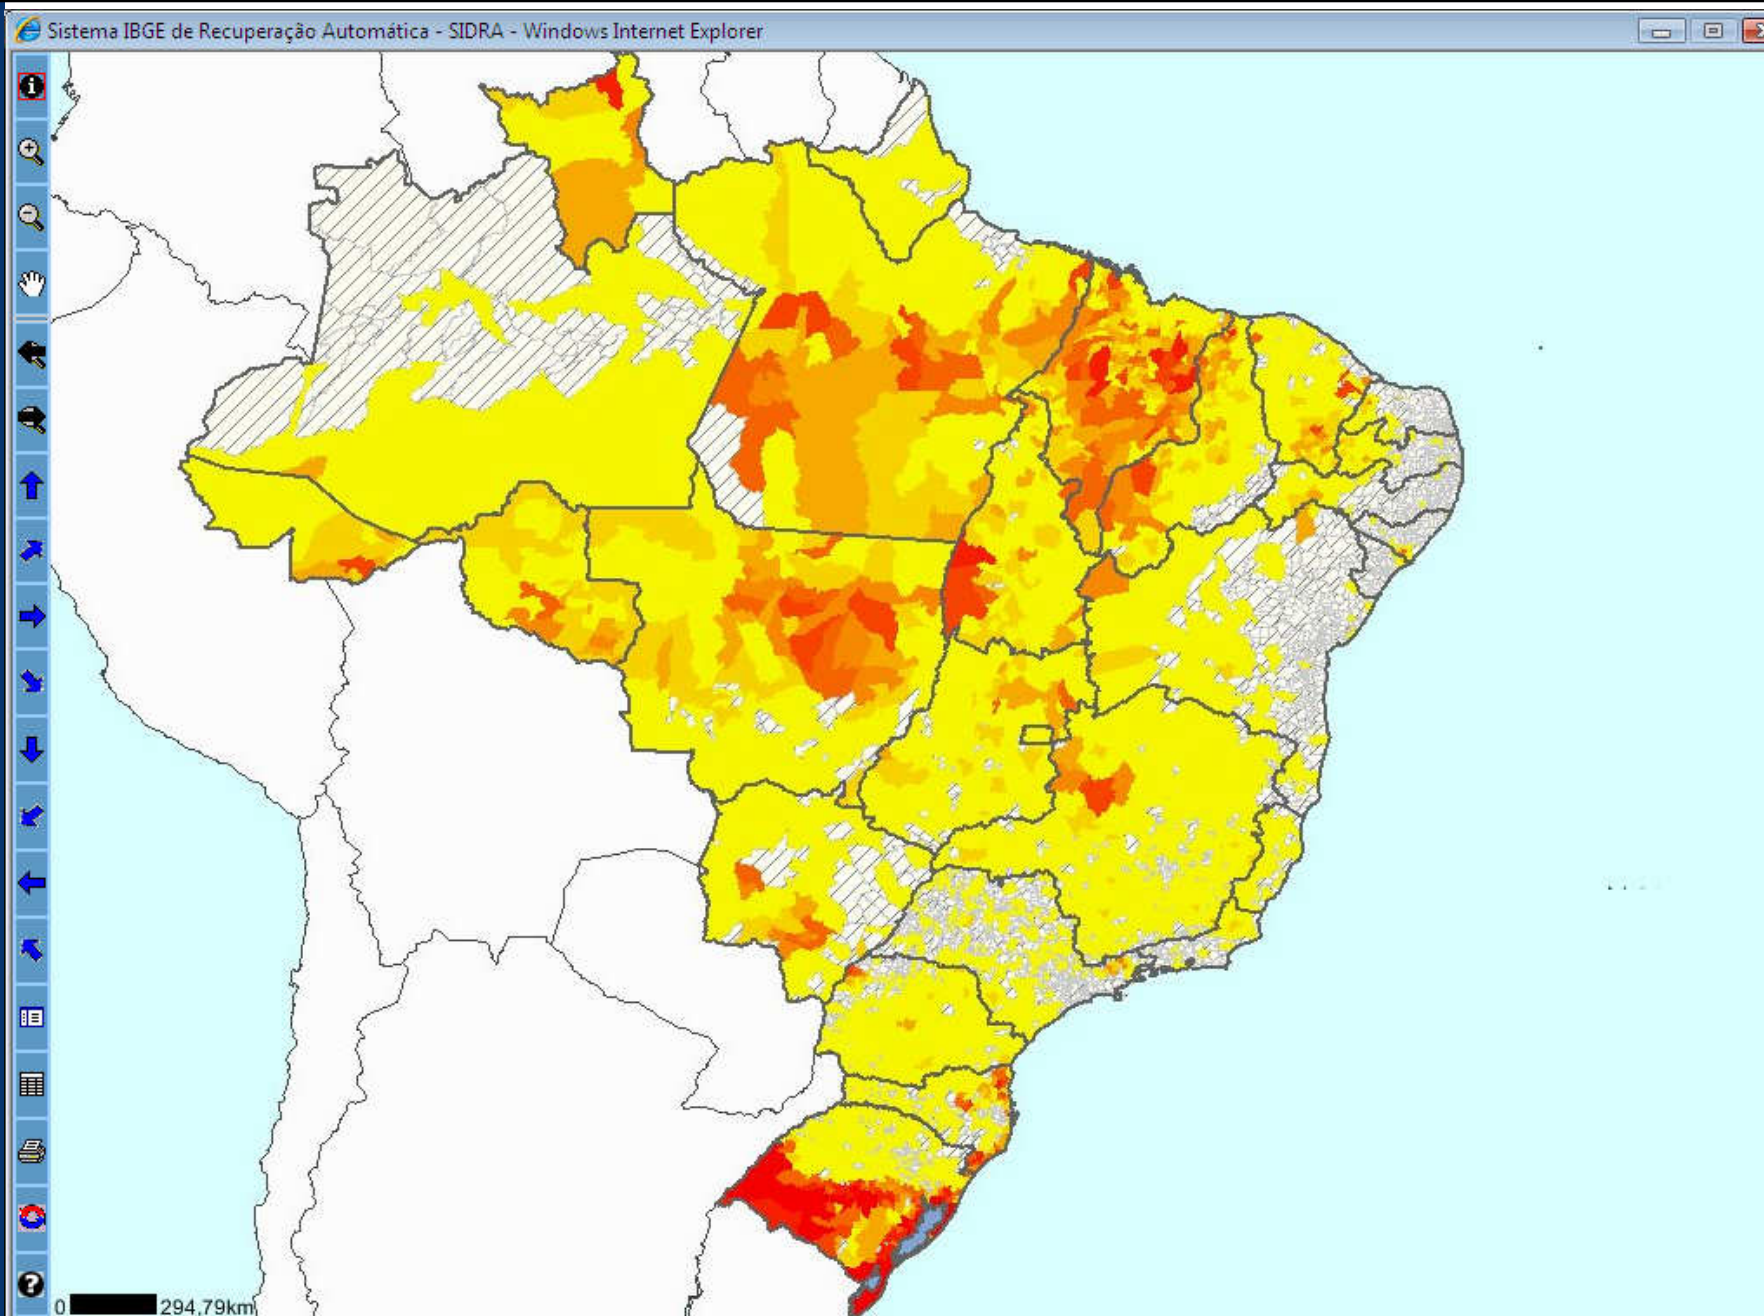 Sistema IBGE de Recuperação Automática - SIDRA - Windows Internet Explorer
0 294,79km